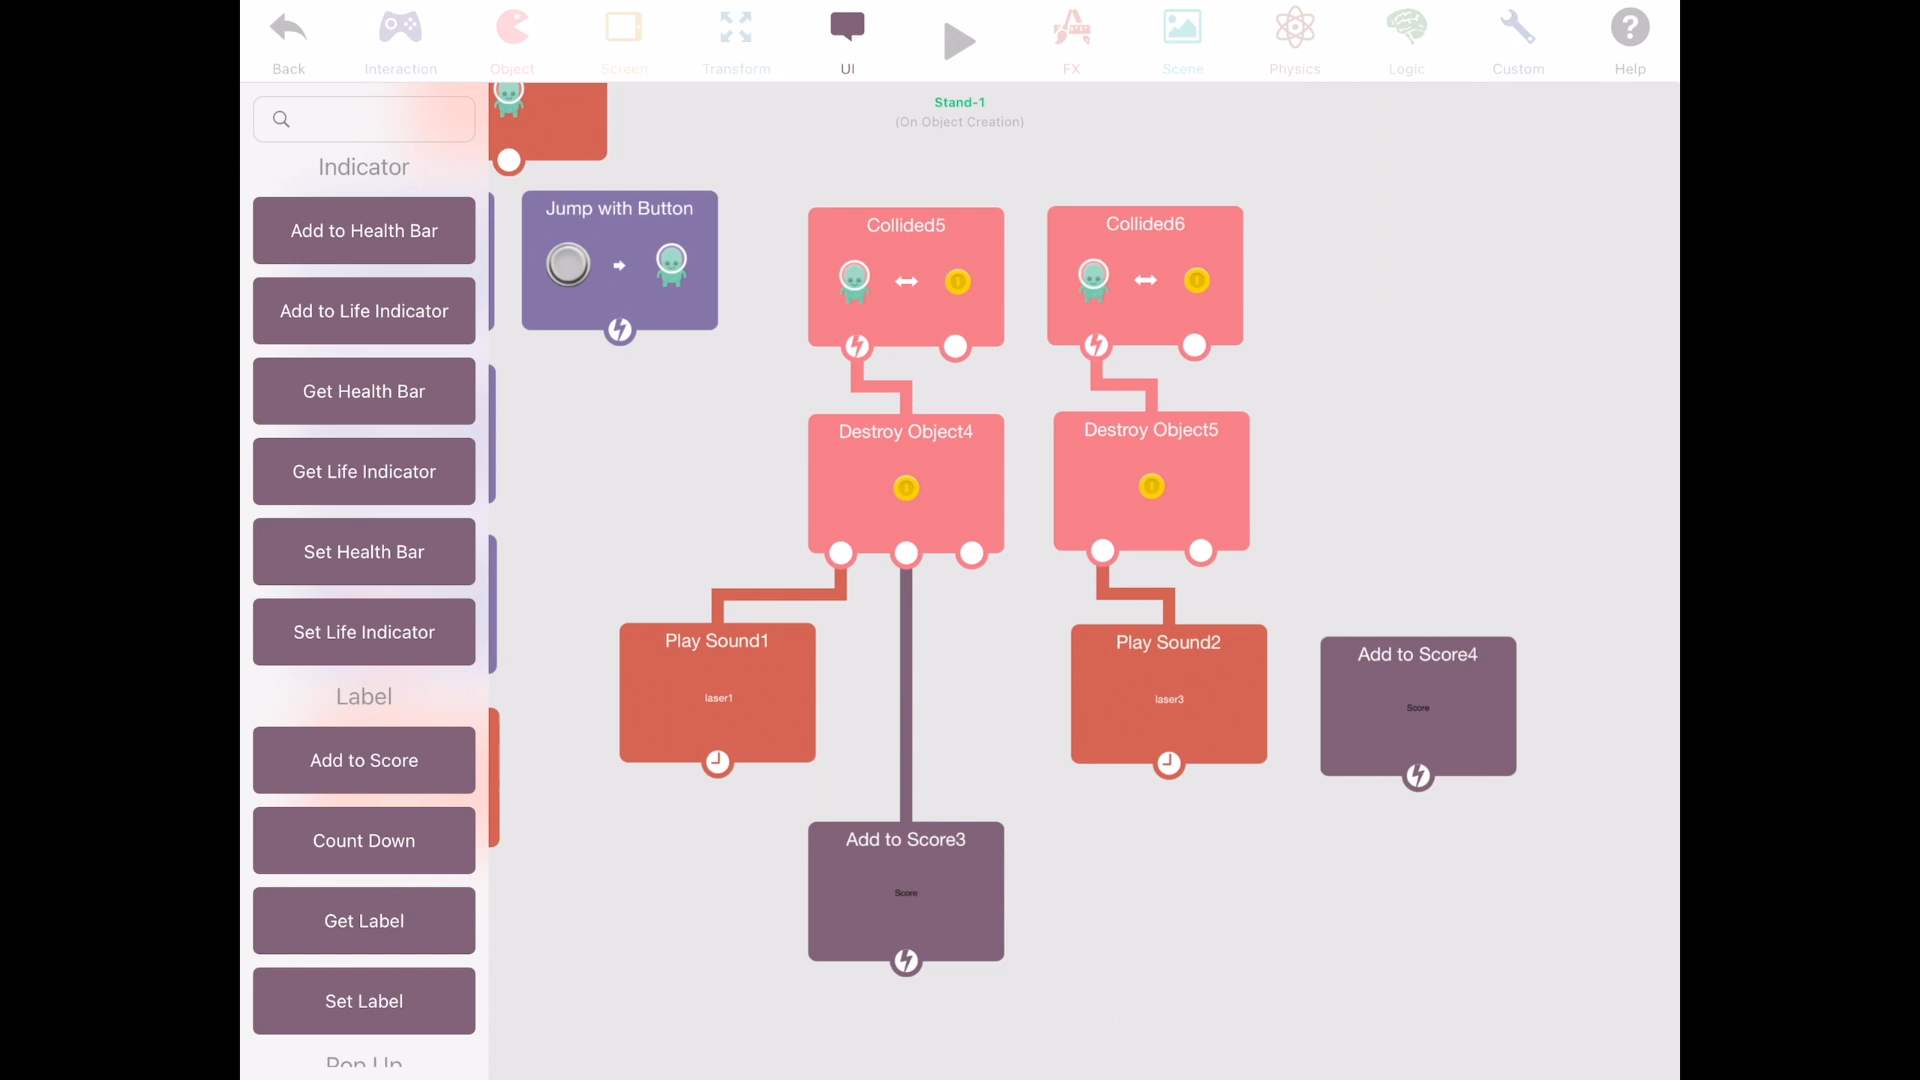 Back
Interaction
Object
Screen
Transform
UI
FX
Scene
Physics
Logic
Custom
Help
Stand-1
(On Object Creation)
Indicator
Add to Health Bar
Add to Life Indicator
Get Health Bar
Get Life Indicator
Set Health Bar
Set Life Indicator
Label
Add to Score
Count Down
Get Label
Set Label
Pop Up
Jump with Button
Collided5
Collided6
Destroy Object4
Destroy Object5
Play Sound1
laser1
Play Sound2
laser3
Add to Score4
Score
Add to Score3
Score